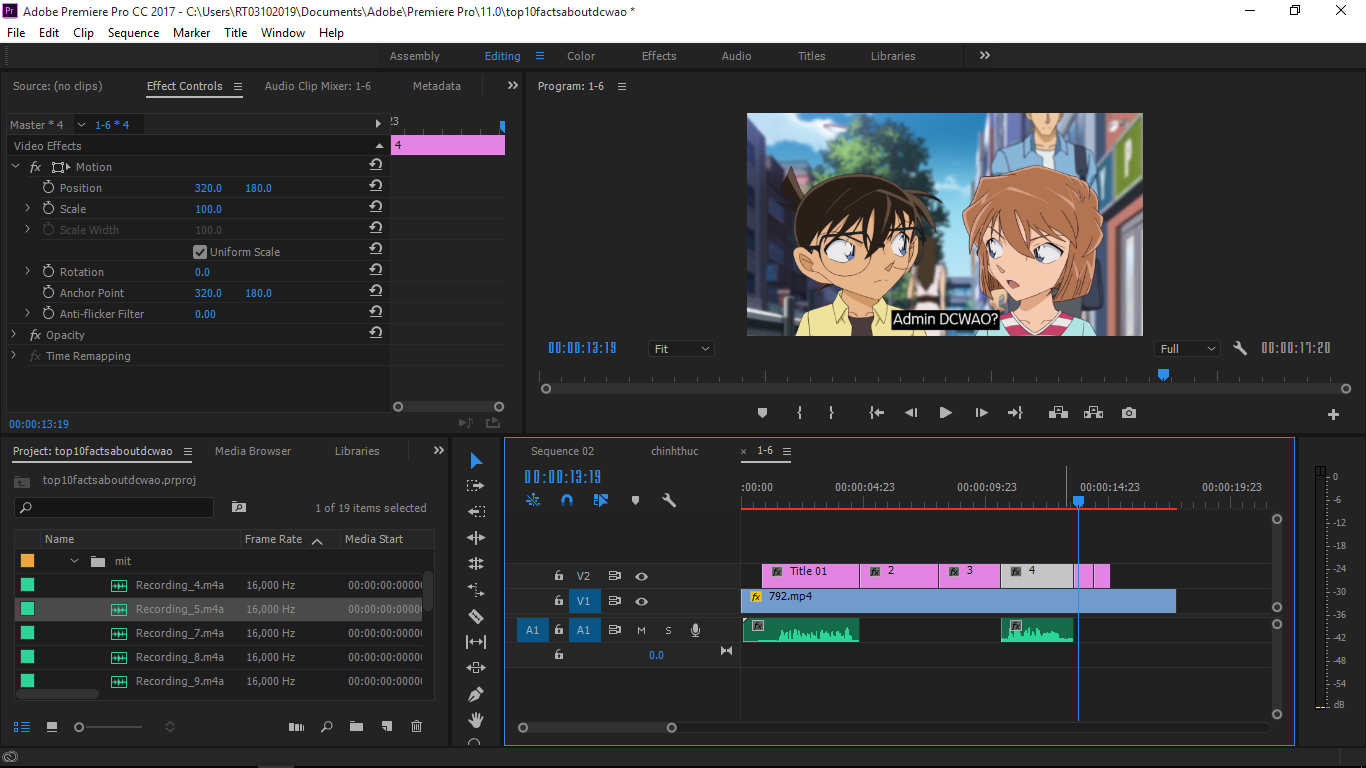 Pr Adobe Premiere Pro CC 2017 - C:\Users\RT03102019\Documents\Adobe\Premiere Pro\11.0\top10factsaboutdcwao *
File Edit Clip Sequence Marker Title Window Help
Assembly Editing Color Effects Audio Titles Libraries
Source: (no clips) Effect Controls Audio Clip Mixer: 1-6 Metadata
Program: 1-6
Master * 4 1-6 * 4
Video Effects
4
fx Motion
Position 320.0 180.0
Scale 100.0
Scale Width 100.0
Uniform Scale
Rotation 0.0
Anchor Point 320.0 180.0
Anti-flicker Filter 0.00
fx Opacity
fx Time Remapping
00:00:13:19
Admin DCWAO?
00:00:13:19 Fit Full 00:00:17:20
Project: top10factsaboutdcwao Media Browser Libraries
top10factsaboutdcwao.prproj
1 of 19 items selected
Name Frame Rate Media Start
mit
Recording_4.m4a 16,000 Hz 00:00:00:0000
Recording_5.m4a 16,000 Hz 00:00:00:0000
Recording_7.m4a 16,000 Hz 00:00:00:0000
Recording_8.m4a 16,000 Hz 00:00:00:0000
Recording_9.m4a 16,000 Hz 00:00:00:0000
Sequence 02 chinhthuc × 1-6
00:00:13:19
:00:00 00:00:04:23 00:00:09:23 00:00:14:23 00:00:19:23
V2 fx Title 01 fx 2 fx 3 fx 4
V1 fx 792.mp4
A1 A1 M S fx fx
0.0
0
-6
-12
-18
-24
-30
-36
-42
-48
-54
dB